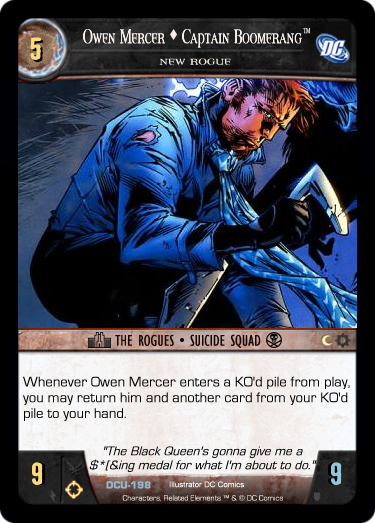 5
Owen Mercer ♦ Captain Boomerang™
DC
NEW ROGUE
THE ROGUES • SUICIDE SQUAD
Whenever Owen Mercer enters a KO'd pile from play,
you may return him and another card from your KO'd
pile to your hand.
"The Black Queen's gonna give me a
$*[&ing medal for what I'm about to do."
9
DCU-198 Illustrator DC Comics
9
Characters, Related Elements ™ & © DC Comics